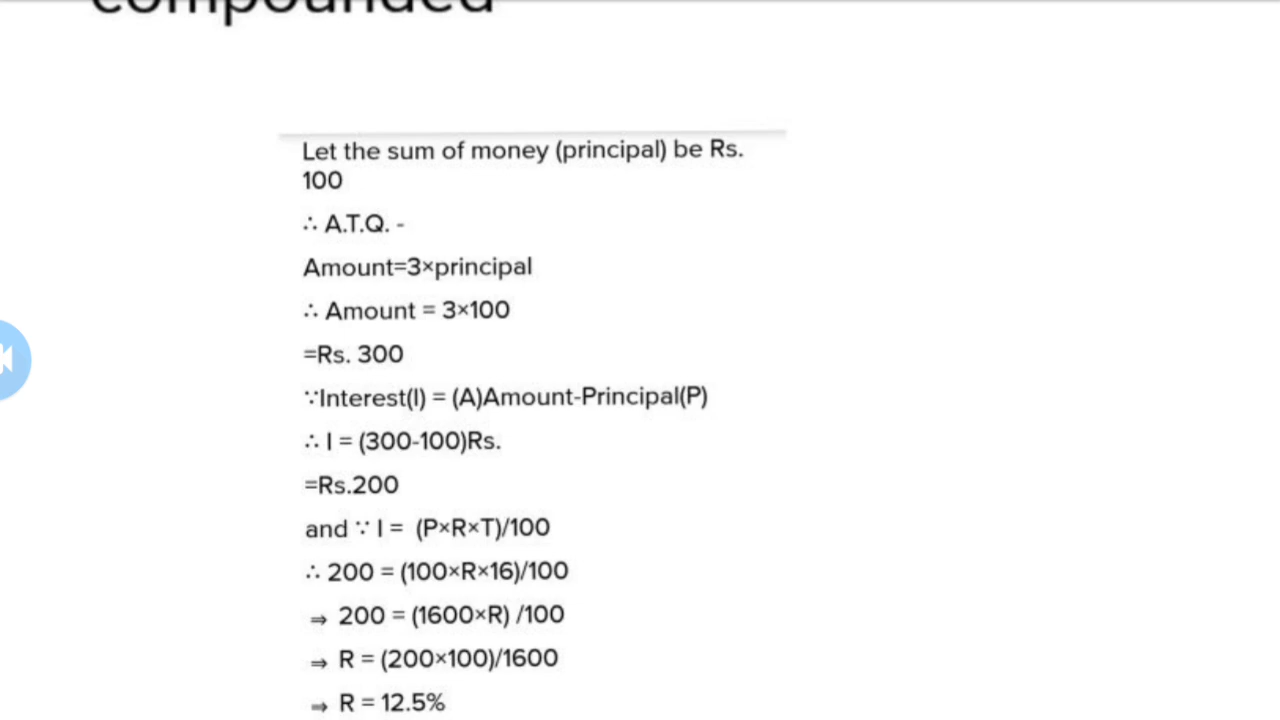 compounded
Let the sum of money (principal) be Rs.
100
∴ A.T.Q. -
Amount=3×principal
∴ Amount = 3×100
=Rs. 300
∵Interest(I) = (A)Amount-Principal(P)
∴ I = (300-100)Rs.
=Rs.200
and ∵ I = (P×R×T)/100
∴ 200 = (100×R×16)/100
⇒ 200 = (1600×R) /100
⇒ R = (200×100)/1600
⇒ R = 12.5%